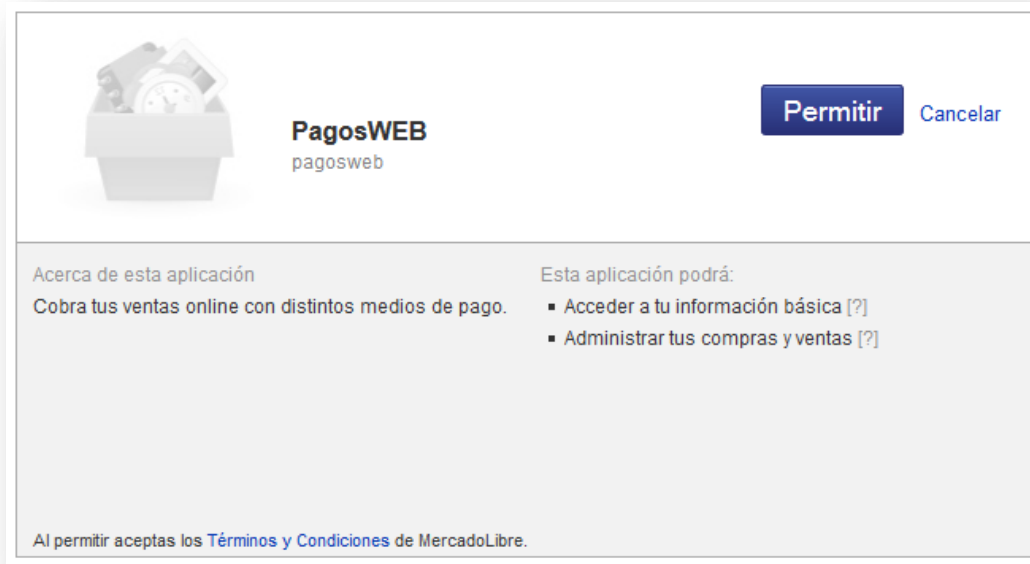 PagosWEB
pagosweb
Permitir
Cancelar
Acerca de esta aplicación
Cobra tus ventas online con distintos medios de pago.
Esta aplicación podrá:
Acceder a tu información básica [?]
Administrar tus compras y ventas [?]
Al permitir aceptas los Términos y Condiciones de MercadoLibre.